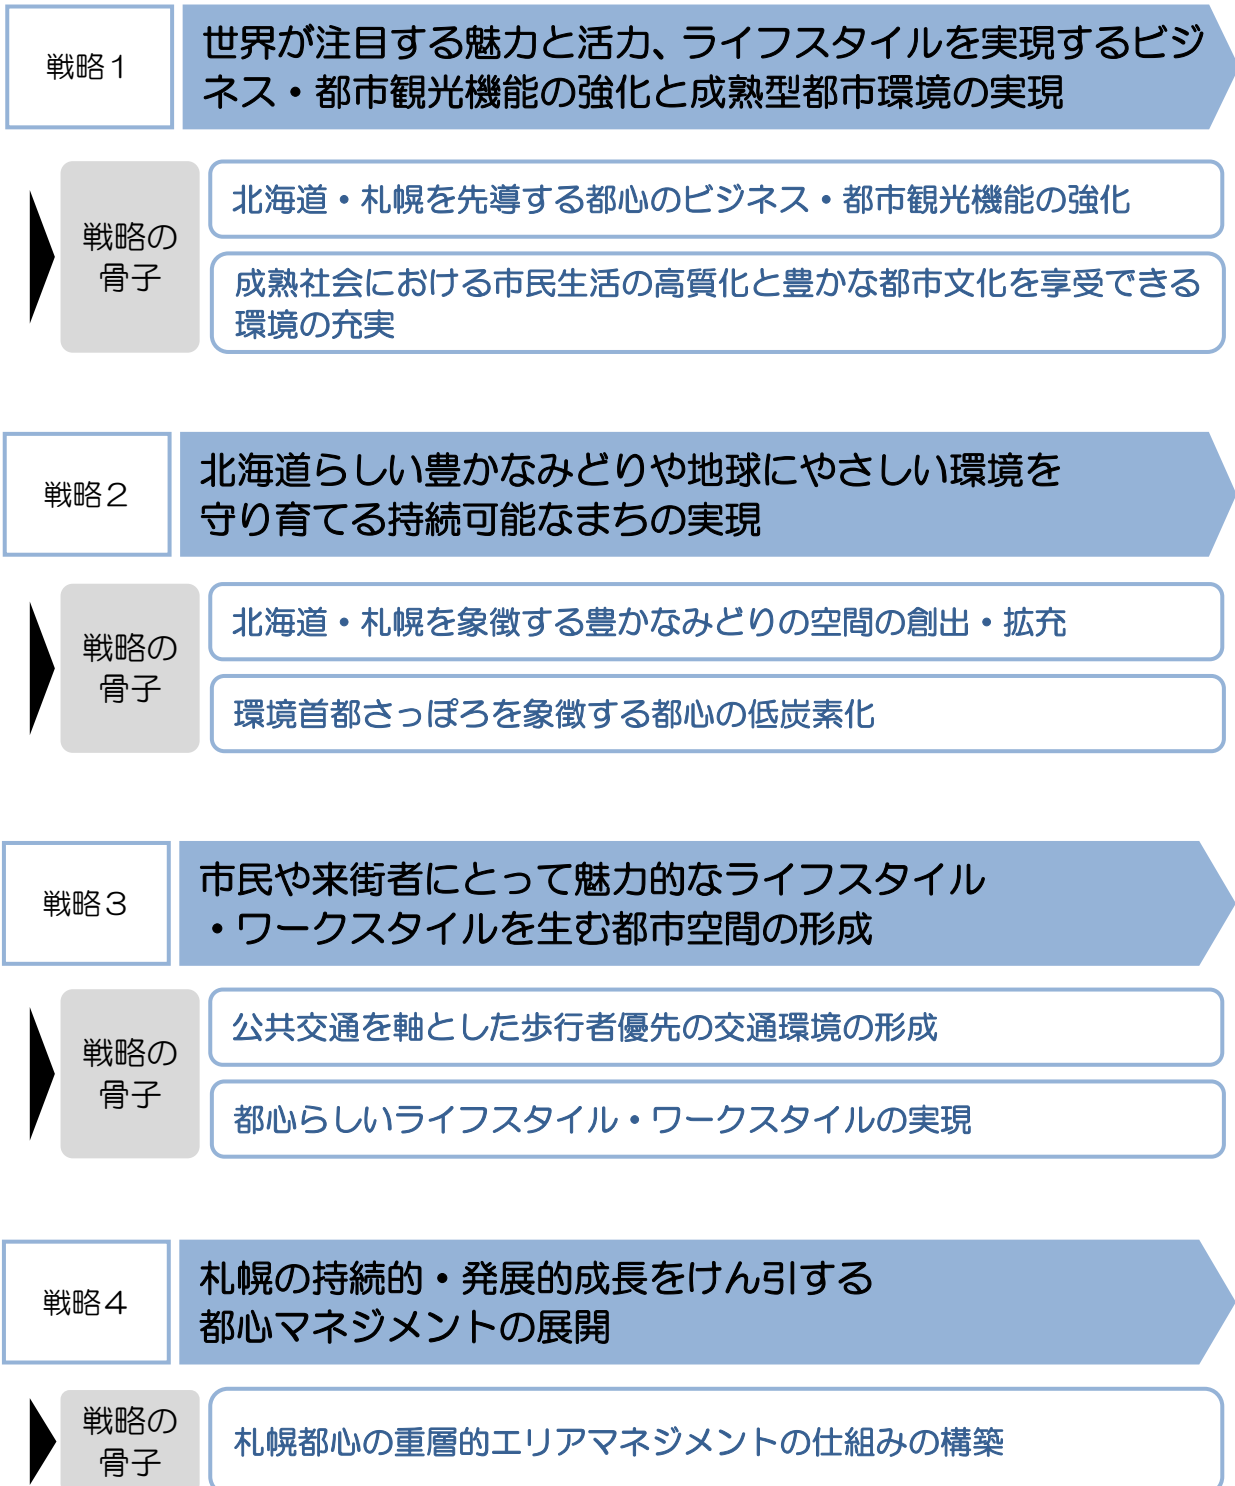 戦略1
世界が注目する魅力と活力、ライフスタイルを実現するビジ
ネス・都市観光機能の強化と成熟型都市環境の実現
戦略の
骨子
北海道・札幌を先導する都心のビジネス・都市観光機能の強化
成熟社会における市民生活の高質化と豊かな都市文化を享受できる
環境の充実
戦略2
北海道らしい豊かなみどりや地球にやさしい環境を
守り育てる持続可能なまちの実現
戦略の
骨子
北海道・札幌を象徴する豊かなみどりの空間の創出・拡充
環境首都さっぽろを象徴する都心の低炭素化
戦略3
市民や来街者にとって魅力的なライフスタイル
・ワークスタイルを生む都市空間の形成
戦略の
骨子
公共交通を軸とした歩行者優先の交通環境の形成
都心らしいライフスタイル・ワークスタイルの実現
戦略4
札幌の持続的・発展的成長をけん引する
都心マネジメントの展開
戦略の
骨子
札幌都心の重層的エリアマネジメントの仕組みの構築